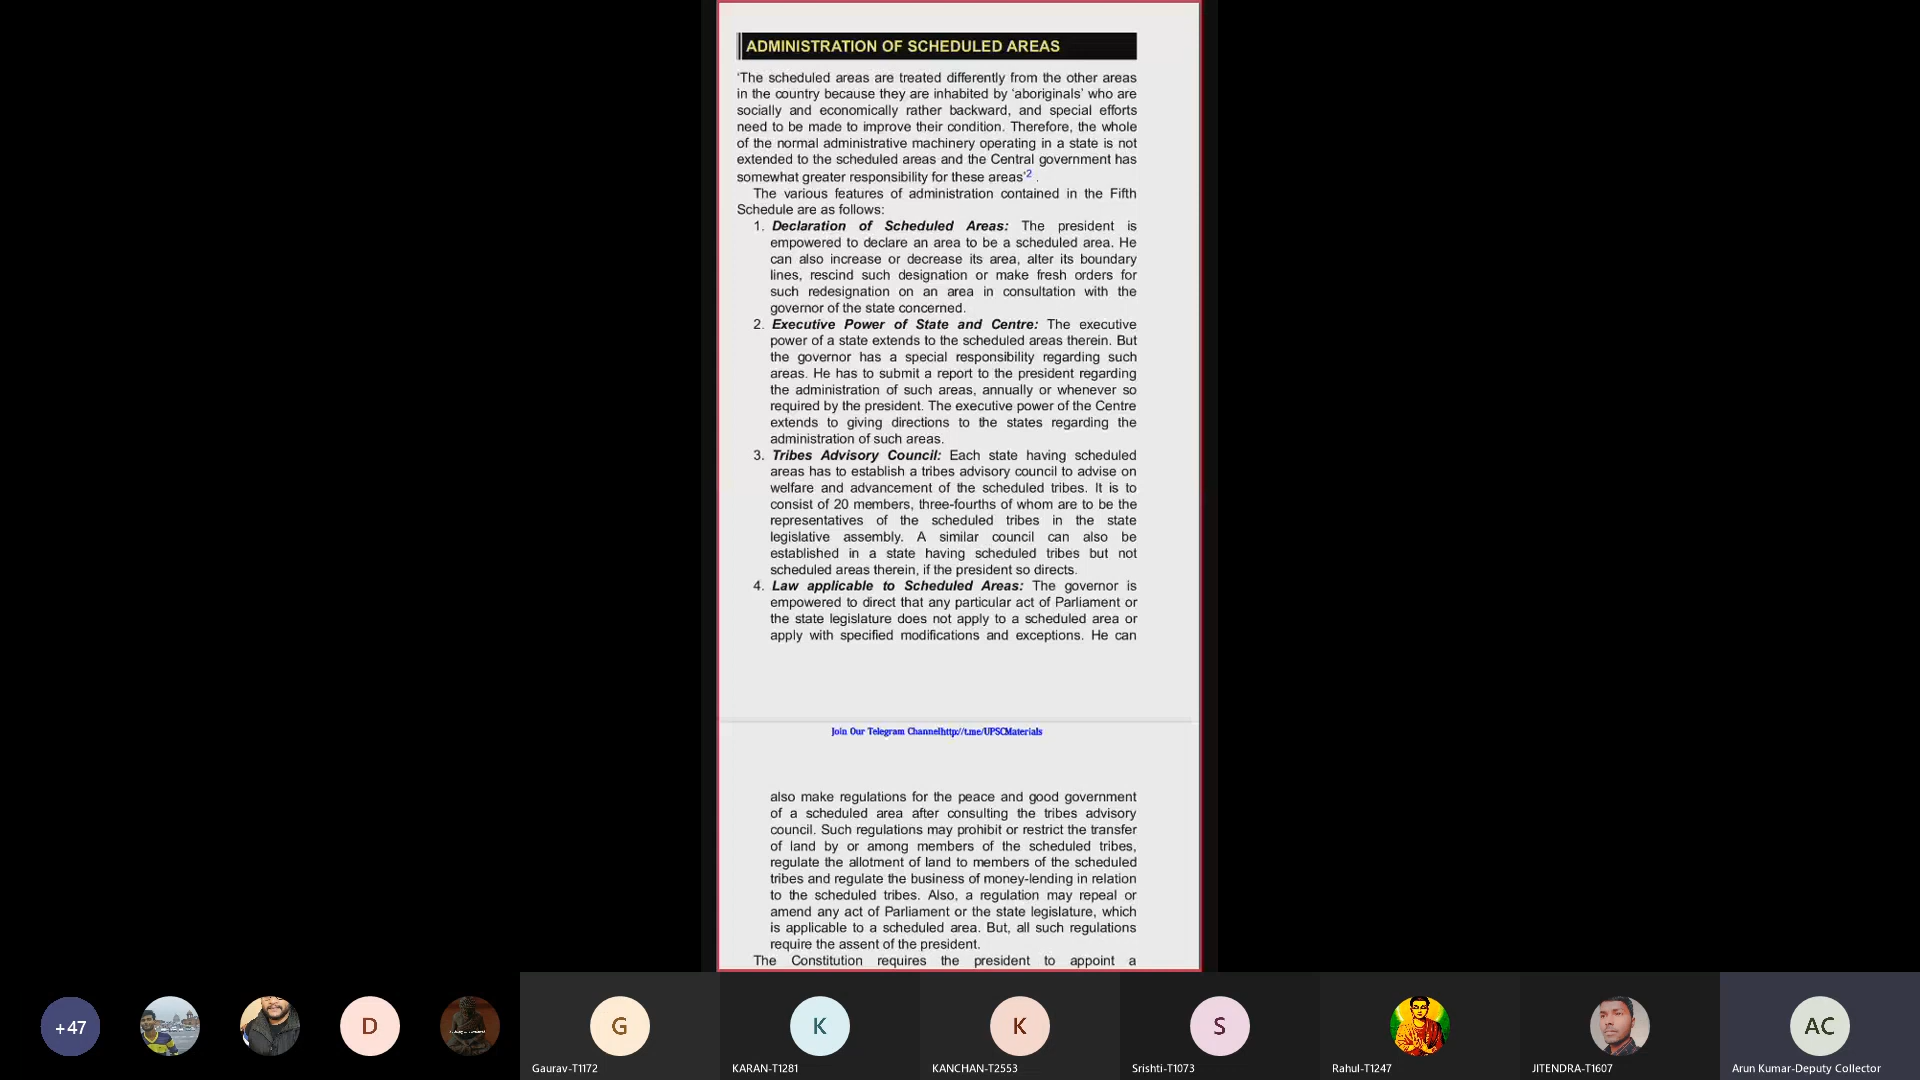 ADMINISTRATION OF SCHEDULED AREAS
‘The scheduled areas are treated differently from the other areas
in the country because they are inhabited by ‘aboriginals’ who are
socially and economically rather backward, and special efforts
need to be made to improve their condition. Therefore, the whole
of the normal administrative machinery operating in a state is not
extended to the scheduled areas and the Central government has
somewhat greater responsibility for these areas’2 .
The various features of administration contained in the Fifth
Schedule are as follows:
1. Declaration of Scheduled Areas: The president is
empowered to declare an area to be a scheduled area. He
can also increase or decrease its area, alter its boundary
lines, rescind such designation or make fresh orders for
such redesignation on an area in consultation with the
governor of the state concerned.
2. Executive Power of State and Centre: The executive
power of a state extends to the scheduled areas therein. But
the governor has a special responsibility regarding such
areas. He has to submit a report to the president regarding
the administration of such areas, annually or whenever so
required by the president. The executive power of the Centre
extends to giving directions to the states regarding the
administration of such areas.
3. Tribes Advisory Council: Each state having scheduled
areas has to establish a tribes advisory council to advise on
welfare and advancement of the scheduled tribes. It is to
consist of 20 members, three-fourths of whom are to be the
representatives of the scheduled tribes in the state
legislative assembly. A similar council can also be
established in a state having scheduled tribes but not
scheduled areas therein, if the president so directs.
4. Law applicable to Scheduled Areas: The governor is
empowered to direct that any particular act of Parliament or
the state legislature does not apply to a scheduled area or
apply with specified modifications and exceptions. He can
Join Our Telegram Channelhttp://t.me/UPSCMaterials
also make regulations for the peace and good government
of a scheduled area after consulting the tribes advisory
council. Such regulations may prohibit or restrict the transfer
of land by or among members of the scheduled tribes,
regulate the allotment of land to members of the scheduled
tribes and regulate the business of money-lending in relation
to the scheduled tribes. Also, a regulation may repeal or
amend any act of Parliament or the state legislature, which
is applicable to a scheduled area. But, all such regulations
require the assent of the president.
The Constitution requires the president to appoint a
+47
D
G
K
K
S
AC
Gaurav-T1172
KARAN-T1281
KANCHAN-T2553
Srishti-T1073
Rahul-T1247
JITENDRA-T1607
Arun Kumar-Deputy Collector